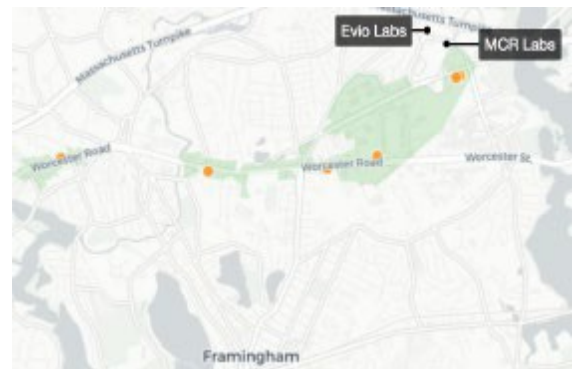 Massachusetts Turnpike
Evio Labs
MCR Labs
Massachusetts Turnpike
Worcester Road
Worcester Road
Worcester St
Framingham